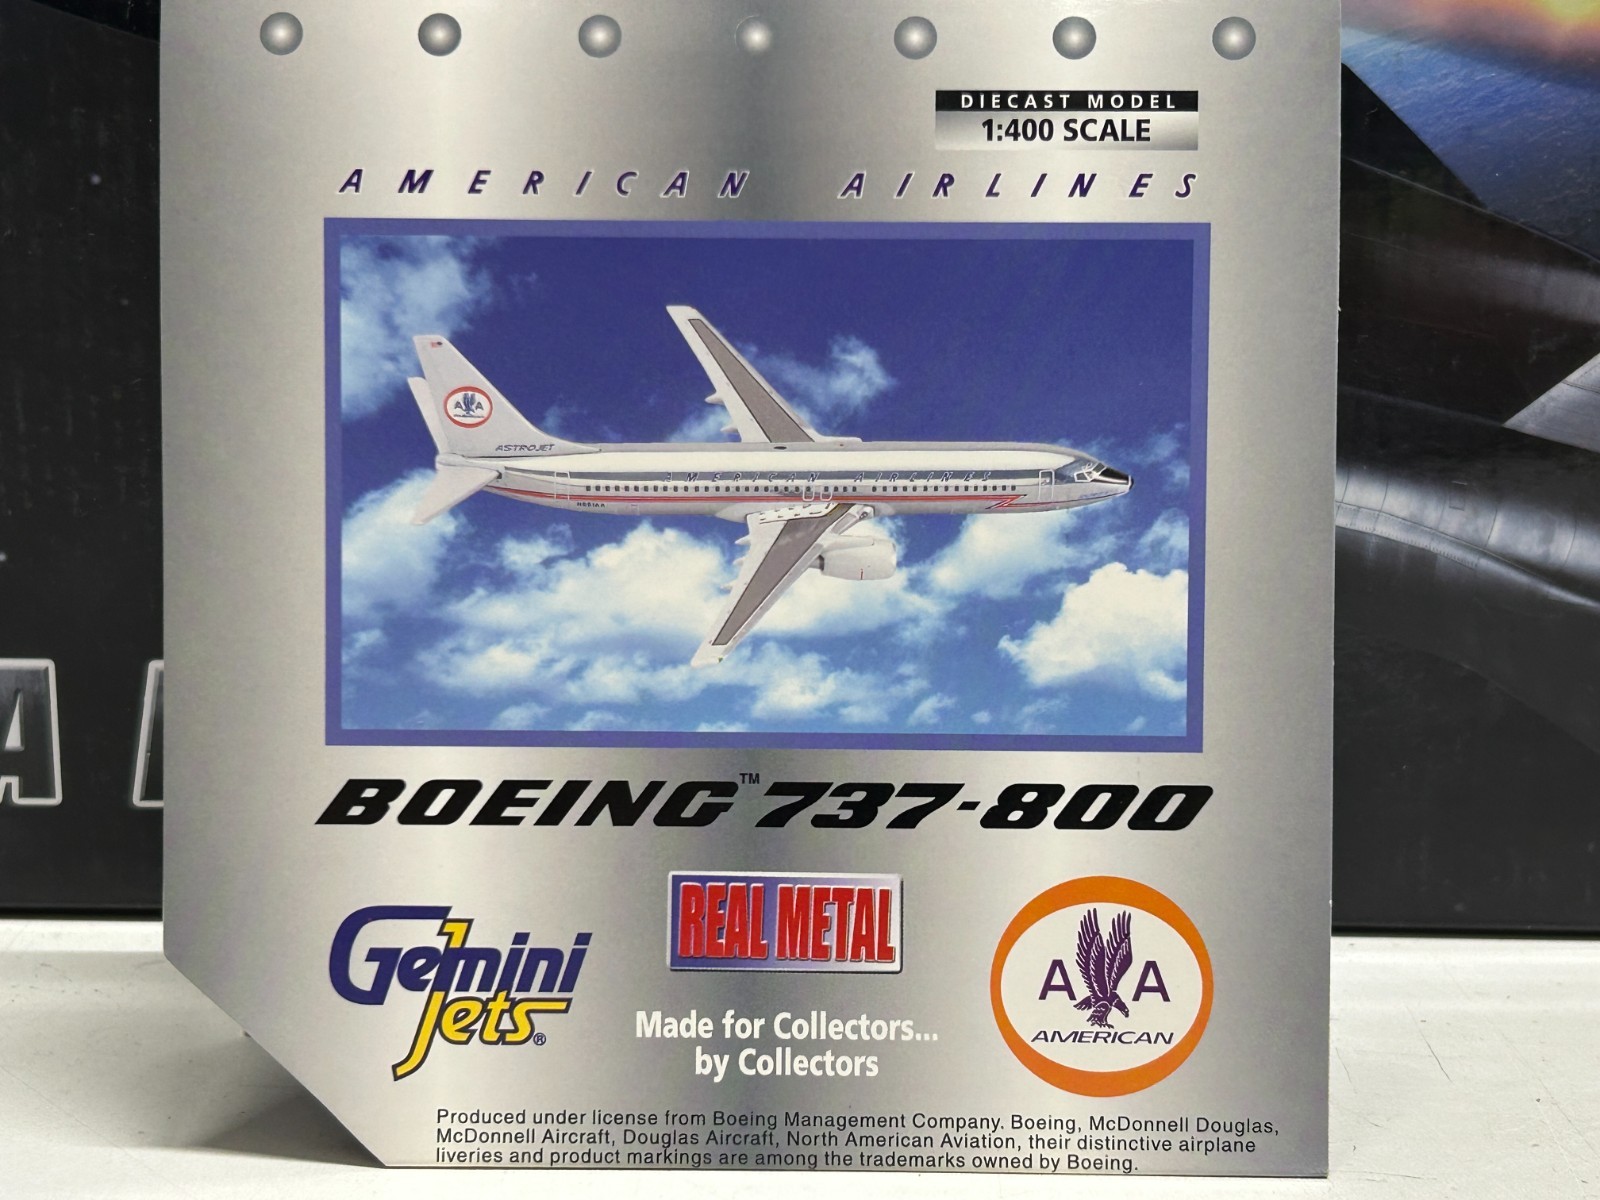 DIECAST MODEL
1:400 SCALE
AMERICAN AIRLINES
AA
ASTROJET
AMERICAN AIRLINES
BOEING™ 737-800
Gemini
Jets®
REAL METAL
Made for Collectors...
by Collectors
A A
AMERICAN
Produced under license from Boeing Management Company. Boeing, McDonnell Douglas,
McDonnell Aircraft, Douglas Aircraft, North American Aviation, their distinctive airplane
liveries and product markings are among the trademarks owned by Boeing.